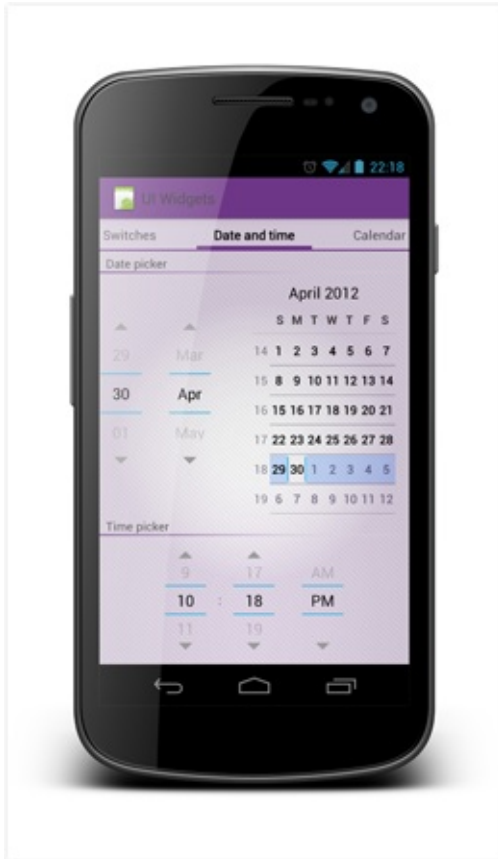 22:18
UI Widgets
Switches Date and time Calendar
Date picker
April 2012
S M T W T F S
29 Mar 14 1 2 3 4 5 6 7
15 8 9 10 11 12 13 14
30 Apr
16 15 16 17 18 19 20 21
01 May
17 22 23 24 25 26 27 28
18 29 30 1 2 3 4 5
19 6 7 8 9 10 11 12
Time picker
9 17 AM
10 : 18 PM
11 19